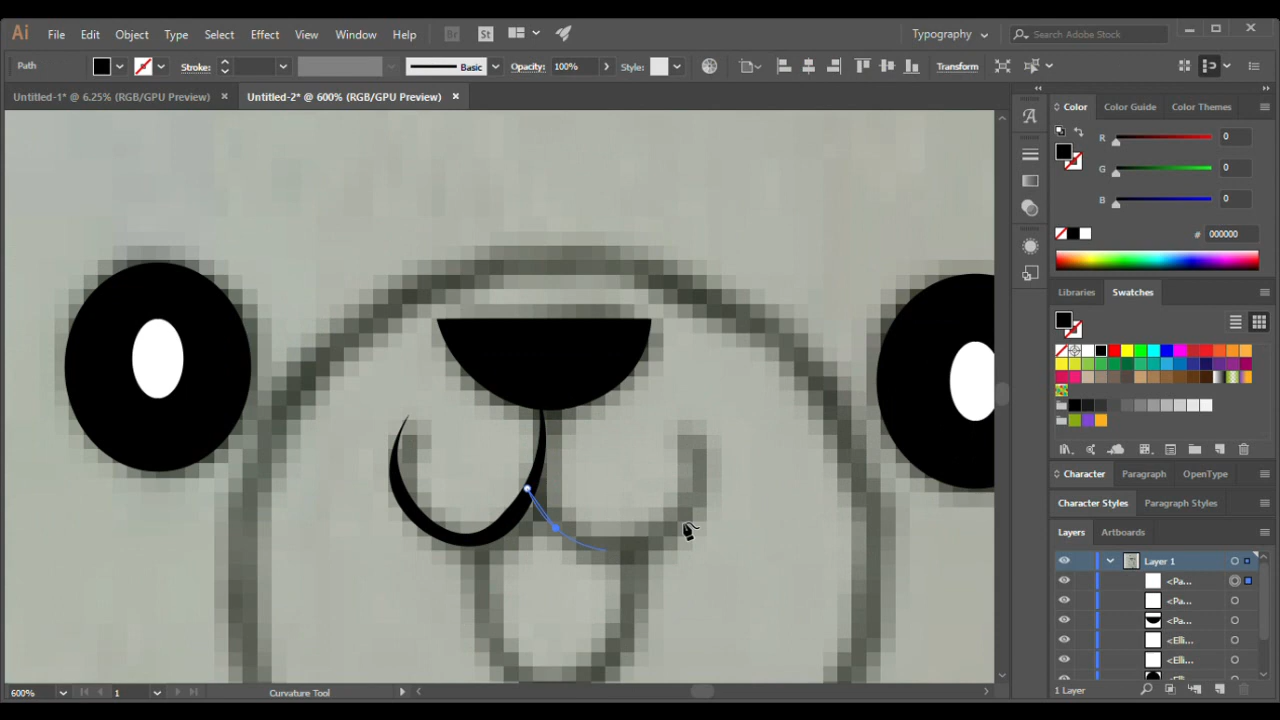 Ai File Edit Object Type Select Effect View Window Help Br St Typography Search Adobe Stock
Path Stroke: Basic Opacity: 100% Style: Transform
Untitled-1* @ 6.25% (RGB/GPU Preview) × Untitled-2* @ 600% (RGB/GPU Preview) ×
Color Color Guide Color Themes
R 0
G 0
B 0
# 000000
Libraries Swatches
Character Paragraph OpenType
Character Styles Paragraph Styles
Layers Artboards
Layer 1
<Pa...
<Pa...
<Pa...
<Elli...
<Elli...
600% 1 Curvature Tool 1 Layer